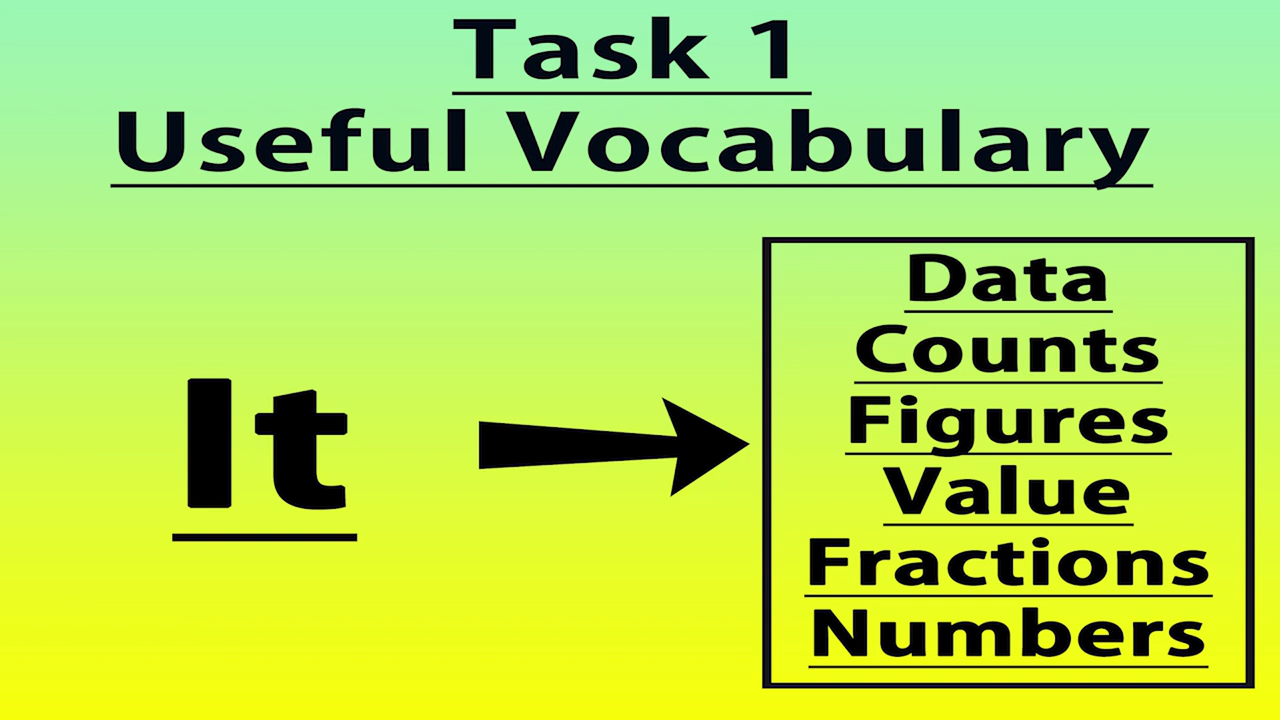 Task 1
Useful Vocabulary
It
Data
Counts
Figures
Value
Fractions
Numbers